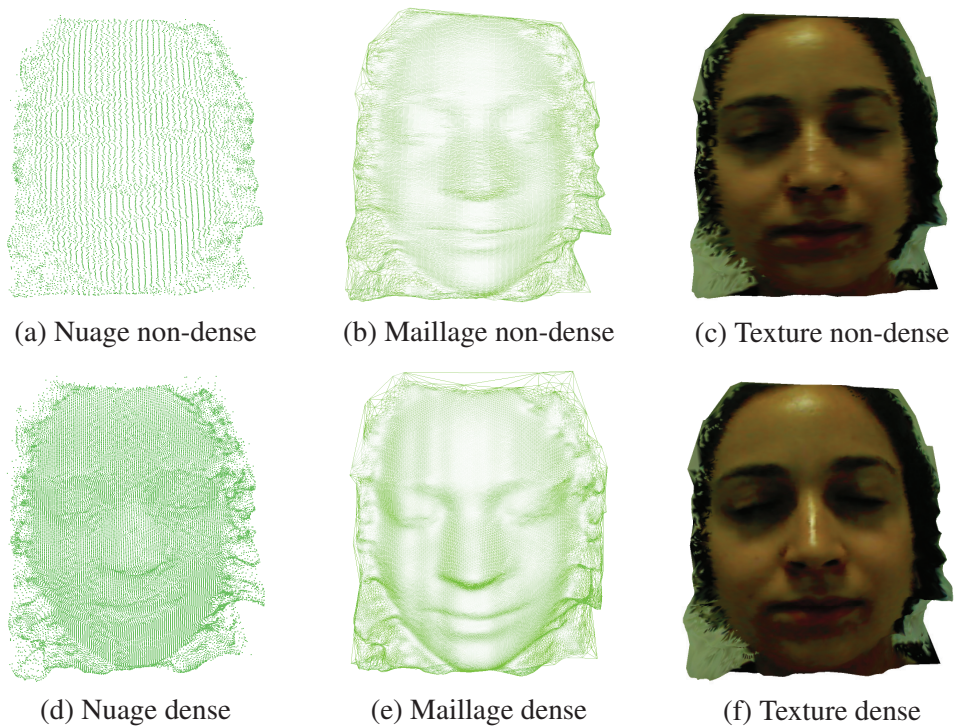 (a) Nuage non-dense
(b) Maillage non-dense
(c) Texture non-dense
(d) Nuage dense
(e) Maillage dense
(f) Texture dense